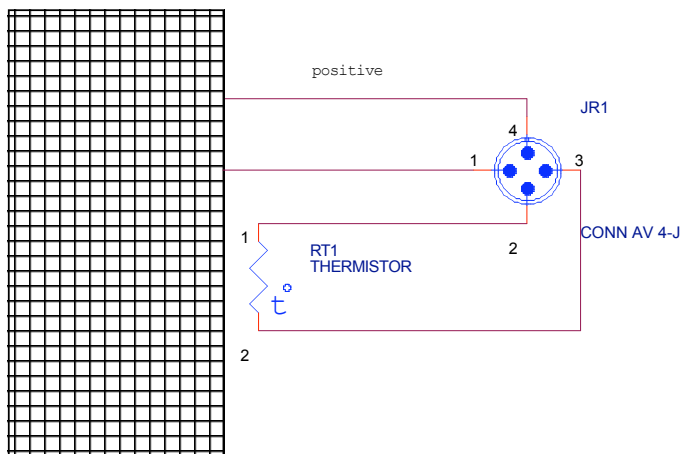 positive
JR1
4
1
3
CONN AV 4-J
2
1
RT1
THERMISTOR
t°
2